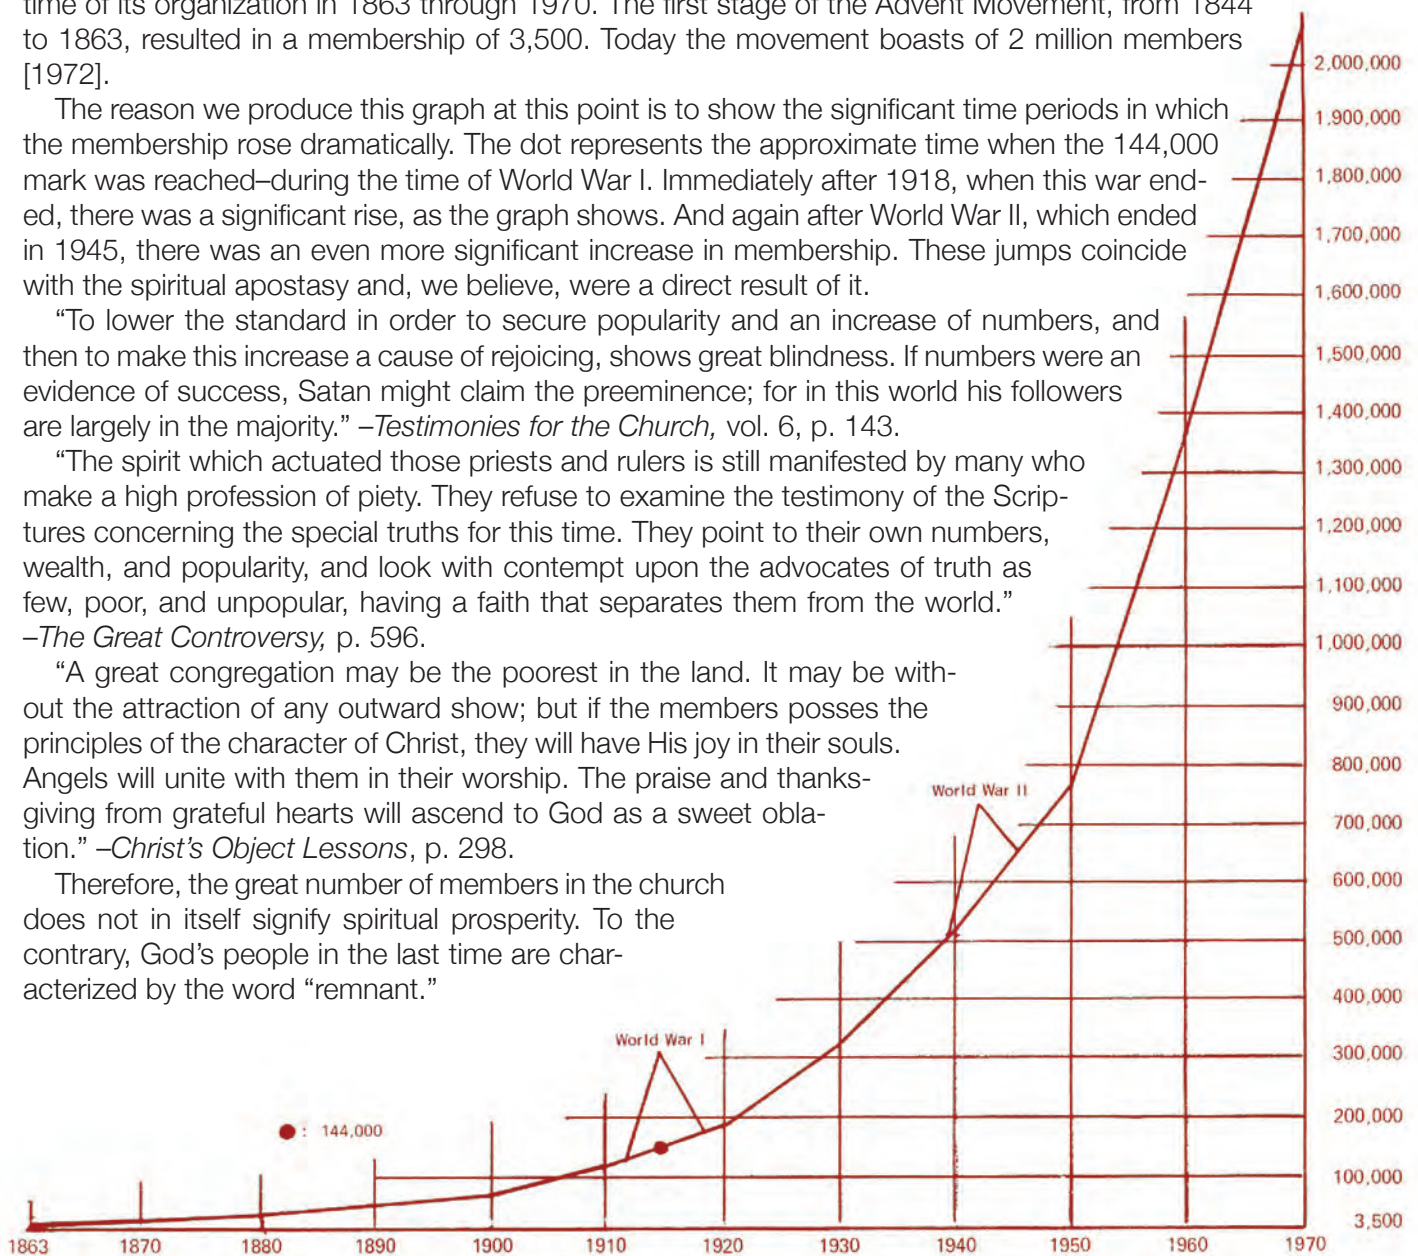 time of its organization in 1863 through 1970. The first stage of the Advent Movement, from 1844
to 1863, resulted in a membership of 3,500. Today the movement boasts of 2 million members
[1972].
The reason we produce this graph at this point is to show the significant time periods in which
the membership rose dramatically. The dot represents the approximate time when the 144,000
mark was reached–during the time of World War I. Immediately after 1918, when this war end-
ed, there was a significant rise, as the graph shows. And again after World War II, which ended
in 1945, there was an even more significant increase in membership. These jumps coincide
with the spiritual apostasy and, we believe, were a direct result of it.
“To lower the standard in order to secure popularity and an increase of numbers, and
then to make this increase a cause of rejoicing, shows great blindness. If numbers were an
evidence of success, Satan might claim the preeminence; for in this world his followers
are largely in the majority.” –Testimonies for the Church, vol. 6, p. 143.
“The spirit which actuated those priests and rulers is still manifested by many who
make a high profession of piety. They refuse to examine the testimony of the Scrip-
tures concerning the special truths for this time. They point to their own numbers,
wealth, and popularity, and look with contempt upon the advocates of truth as
few, poor, and unpopular, having a faith that separates them from the world.”
–The Great Controversy, p. 596.
“A great congregation may be the poorest in the land. It may be with-
out the attraction of any outward show; but if the members posses the
principles of the character of Christ, they will have His joy in their souls.
Angels will unite with them in their worship. The praise and thanks-
giving from grateful hearts will ascend to God as a sweet obla-
tion.” –Christ’s Object Lessons, p. 298.
Therefore, the great number of members in the church
does not in itself signify spiritual prosperity. To the
contrary, God’s people in the last time are char-
acterized by the word “remnant.”
2,000,000
1,900,000
1,800,000
1,700,000
1,600,000
1,500,000
1,400,000
1,300,000
1,200,000
1,100,000
1,000,000
900,000
800,000
700,000
600,000
500,000
400,000
300,000
200,000
100,000
3,500
World War II
World War I
: 144,000
1863 1870 1880 1890 1900 1910 1920 1930 1940 1950 1960 1970